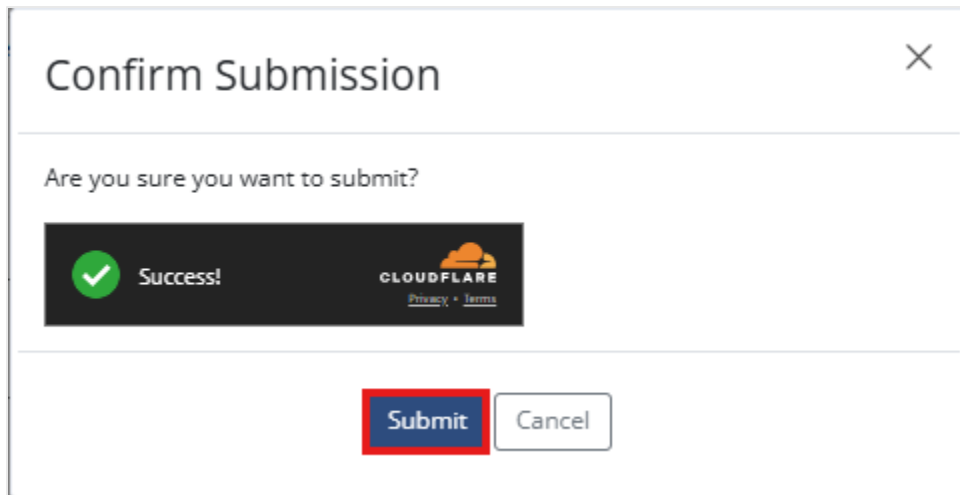 Confirm Submission
Are you sure you want to submit?
Success!
CLOUDFLARE
Privacy • Terms
Submit
Cancel